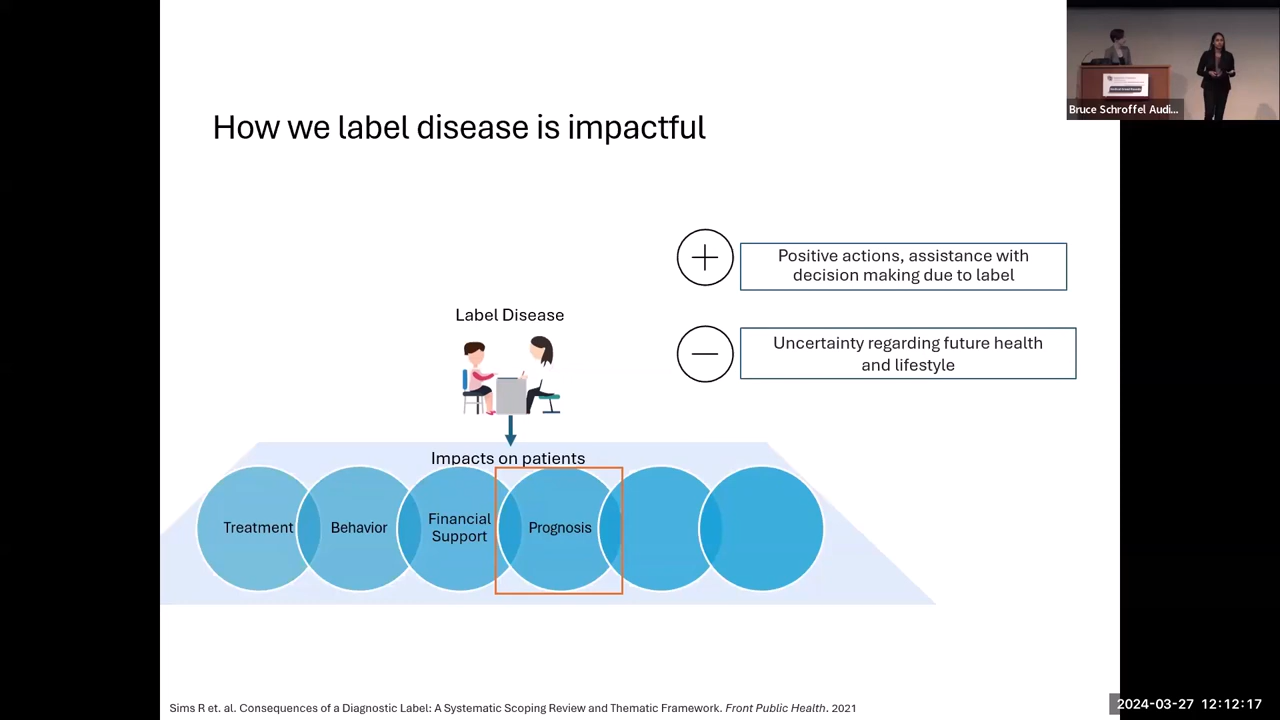 How we label disease is impactful
Bruce Schroffel Audi...
Positive actions, assistance with
decision making due to label
Uncertainty regarding future health
and lifestyle
Label Disease
Impacts on patients
Treatment
Behavior
Financial
Support
Prognosis
Sims R et. al. Consequences of a Diagnostic Label: A Systematic Scoping Review and Thematic Framework. Front Public Health. 2021
2024-03-27 12:12:17